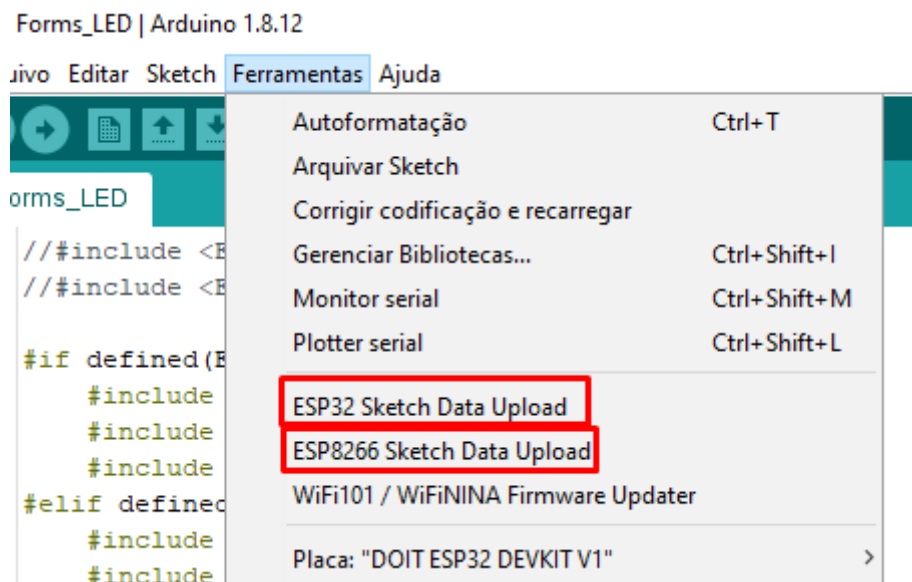 Forms_LED | Arduino 1.8.12
uivo Editar Sketch Ferramentas Ajuda
Autoformatação Ctrl+T
Arquivar Sketch
Corrigir codificação e recarregar
Gerenciar Bibliotecas... Ctrl+Shift+I
Monitor serial Ctrl+Shift+M
Plotter serial Ctrl+Shift+L
ESP32 Sketch Data Upload
ESP8266 Sketch Data Upload
WiFi101 / WiFiNINA Firmware Updater
Placa: "DOIT ESP32 DEVKIT V1"
orms_LED
//#include <E
//#include <E
#if defined(E
#include
#include
#include
#elif defined
#include
#include